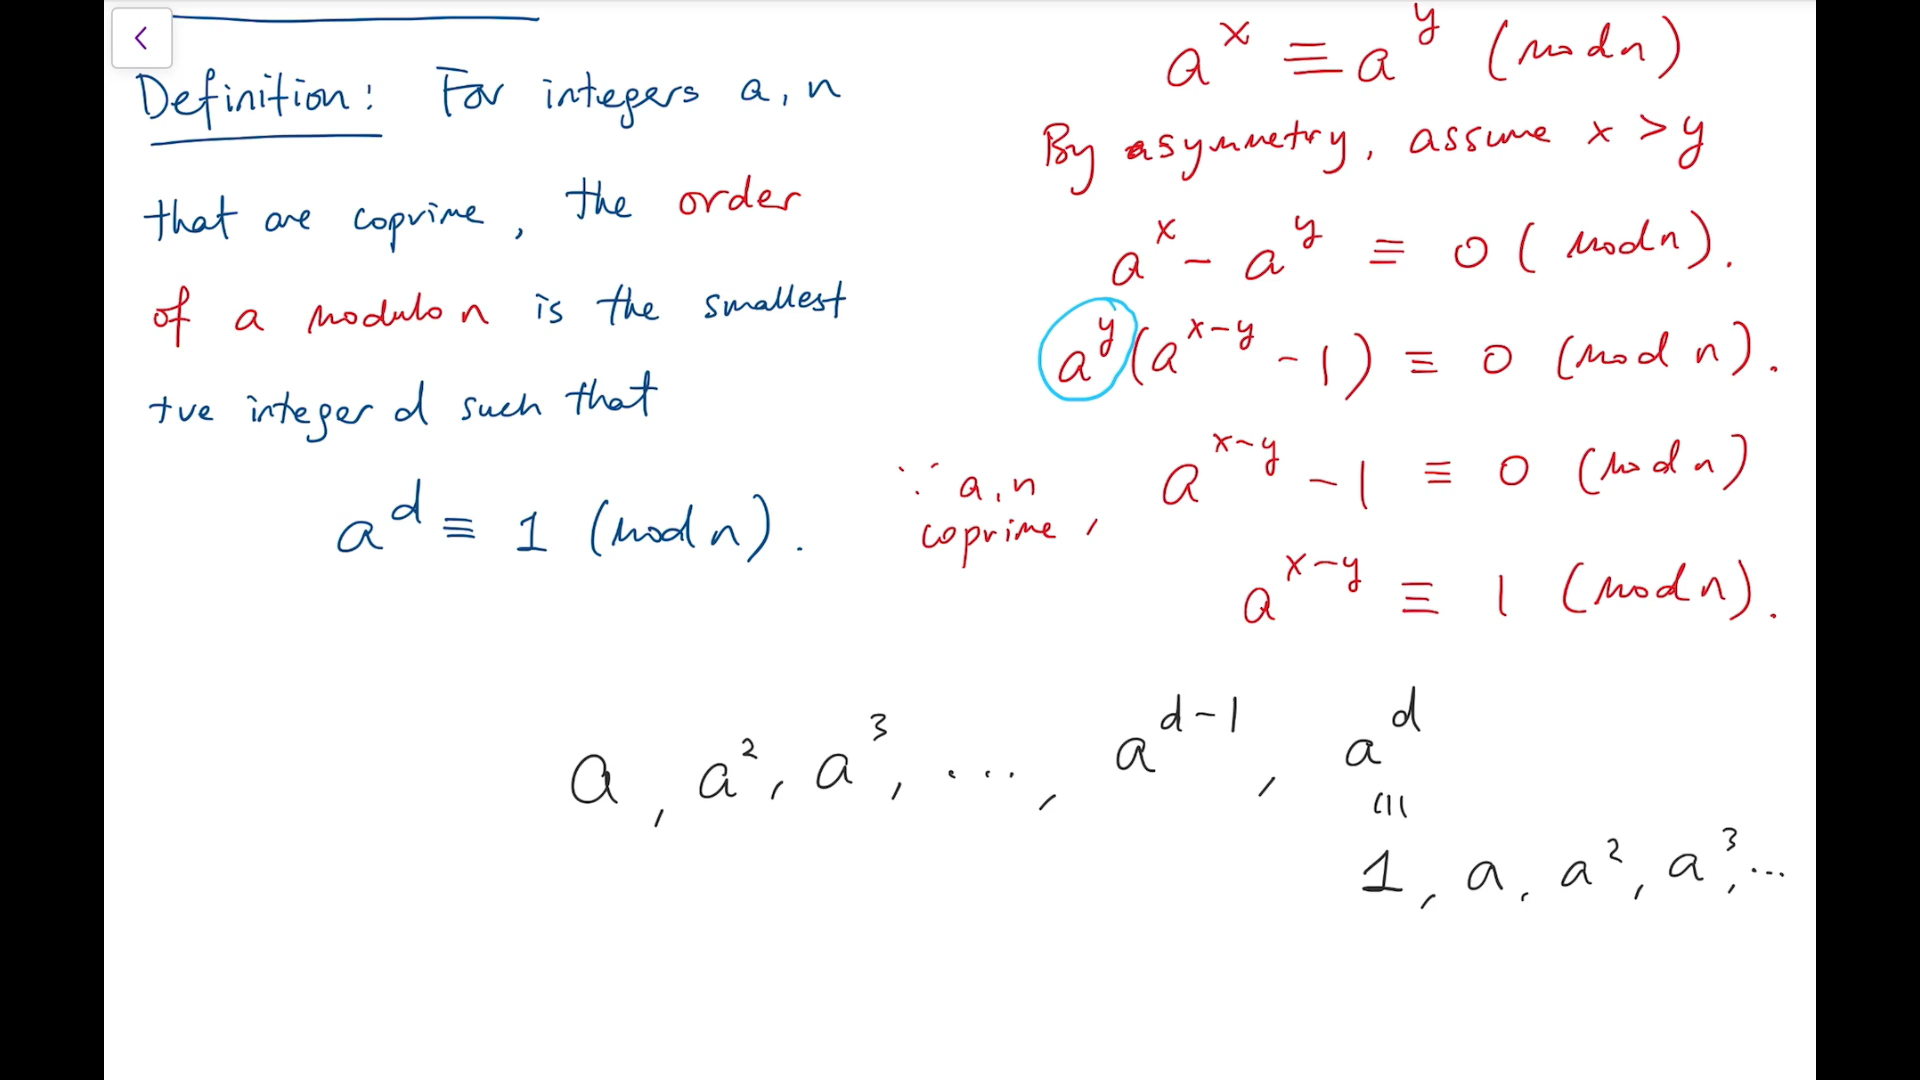 Definition: For integers a, n
that are coprime, the order
of a modulo n is the smallest
+ve integer d such that
a^d ≡ 1 (mod n).
a^x ≡ a^y (mod n)
By asymmetry, assume x > y
a^x - a^y ≡ 0 (mod n).
a^y (a^{x-y} - 1) ≡ 0 (mod n).
∵ a, n coprime, a^{x-y} - 1 ≡ 0 (mod n)
a^{x-y} ≡ 1 (mod n).
a, a^2, a^3, ..., a^{d-1}, a^d
≡
1, a, a^2, a^3, ...